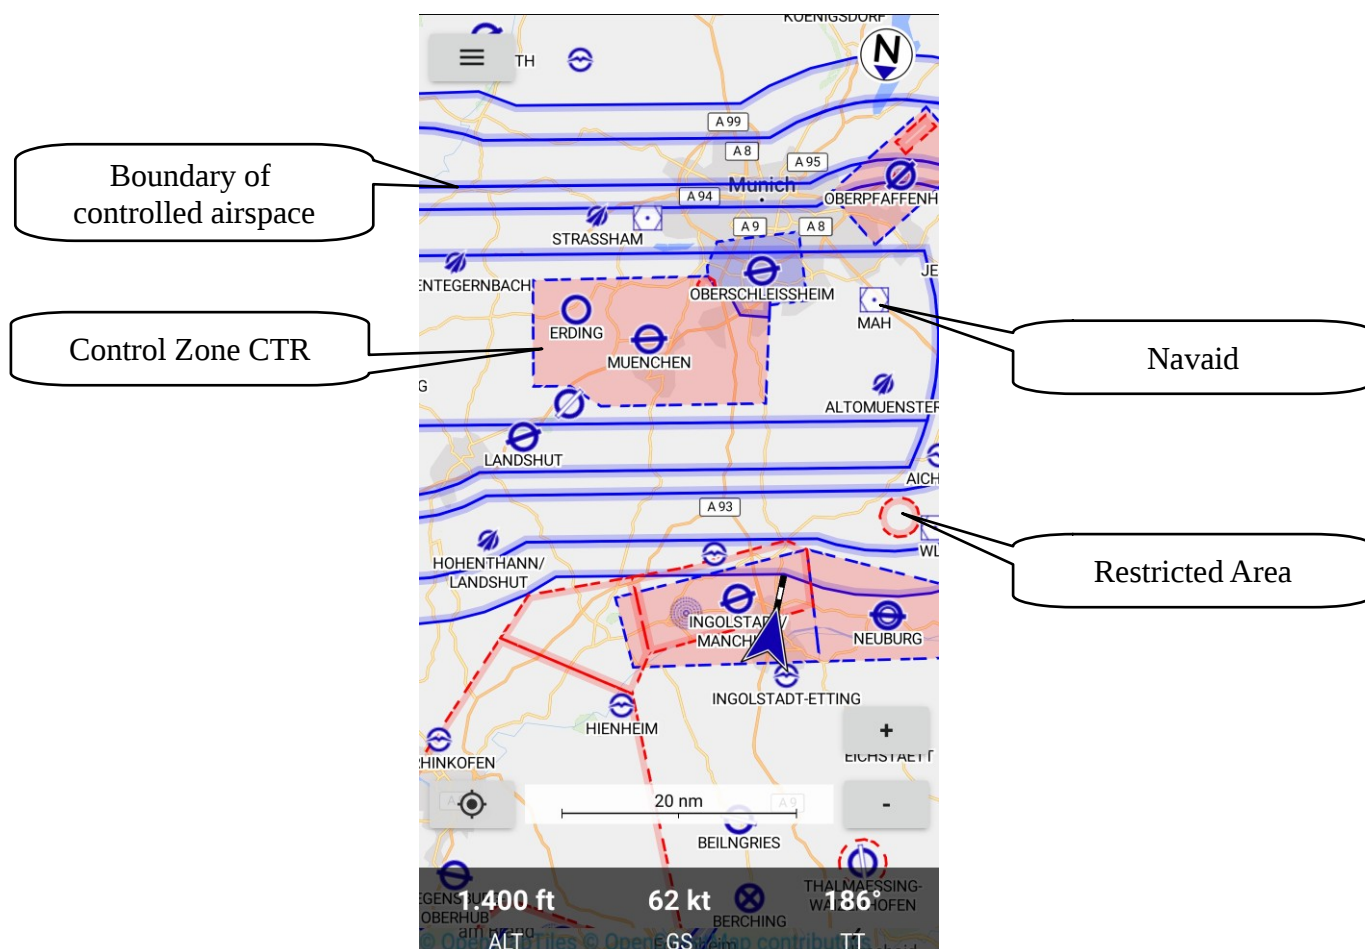 KOENIGSDORF
TH
N
A 99
A 8
A 95
Boundary of
controlled airspace
Munich
A 94
OBERPFAFFENH
A 9
A 8
STRASSHAM
ENTEGERNBACH
JE
OBERSCHLEISSHEIM
ERDING
MAH
Control Zone CTR
MUENCHEN
Navaid
G
ALTOMUENSTER
LANDSHUT
AICH
A 93
WL
HOHENTHANN/
LANDSHUT
Restricted Area
INGOLSTADT/
MANCH
NEUBURG
INGOLSTADT-ETTING
HIENHEIM
+
EICHSTAETT
RHINKOFEN
20 nm
A 9
-
BEILNGRIES
THALMAESSING-
WAIZENHOFEN
EGENSBURG
OBERHUB
1.400 ft
62 kt
186°
BERCHING
ALT
GS
TT